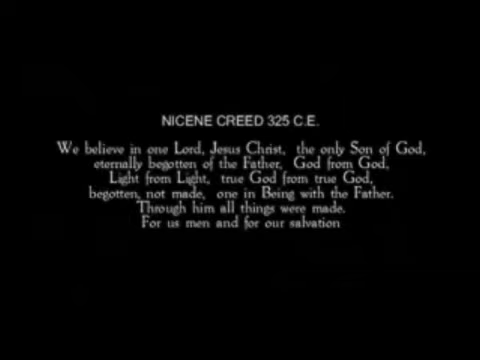 NICENE CREED 325 C.E.
We believe in one Lord, Jesus Christ, the only Son of God,
eternally begotten of the Father, God from God,
Light from Light, true God from true God,
begotten, not made, one in Being with the Father.
Through him all things were made.
For us men and for our salvation